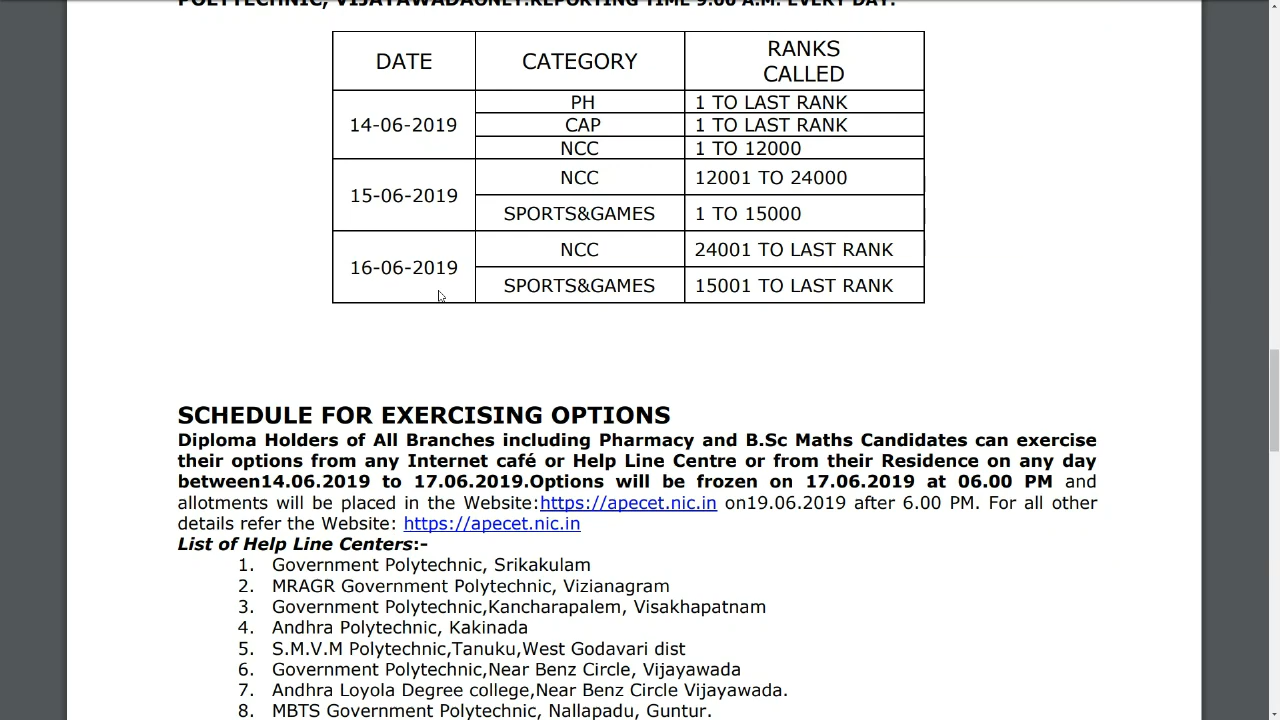 POLYTECHNIC, VIJAYAWADAONLY.REPORTING TIME 9.00 A.M. EVERY DAY.
DATE CATEGORY RANKS CALLED
14-06-2019 PH 1 TO LAST RANK
CAP 1 TO LAST RANK
NCC 1 TO 12000
15-06-2019 NCC 12001 TO 24000
SPORTS&GAMES 1 TO 15000
16-06-2019 NCC 24001 TO LAST RANK
SPORTS&GAMES 15001 TO LAST RANK
SCHEDULE FOR EXERCISING OPTIONS
Diploma Holders of All Branches including Pharmacy and B.Sc Maths Candidates can exercise
their options from any Internet café or Help Line Centre or from their Residence on any day
between14.06.2019 to 17.06.2019.Options will be frozen on 17.06.2019 at 06.00 PM and
allotments will be placed in the Website:https://apecet.nic.in on19.06.2019 after 6.00 PM. For all other
details refer the Website: https://apecet.nic.in
List of Help Line Centers:-
1. Government Polytechnic, Srikakulam
2. MRAGR Government Polytechnic, Vizianagram
3. Government Polytechnic,Kancharapalem, Visakhapatnam
4. Andhra Polytechnic, Kakinada
5. S.M.V.M Polytechnic,Tanuku,West Godavari dist
6. Government Polytechnic,Near Benz Circle, Vijayawada
7. Andhra Loyola Degree college,Near Benz Circle Vijayawada.
8. MBTS Government Polytechnic, Nallapadu, Guntur.